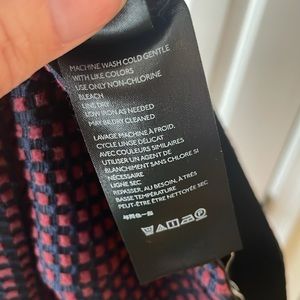 MACHINE WASH COLD GENTLE
WITH LIKE COLORS
USE ONLY NON-CHLORINE
BLEACH
LINE DRY
LOW IRON AS NEEDED
MAY BE DRY CLEANED
LAVAGE MACHINE À FROID,
CYCLE LINGE DÉLICAT
AVEC COULEURS SIMILAIRES
UTILISER UN AGENT DE
BLANCHIMENT SANS CHLORE SI
NÉCESSAIRE
LIGNE SEC
REPASSER, AU BESOIN, À TRÈS
BASSE TEMPÉRATURE
PEUT-ÊTRE ÊTRE NETTOYÉ SEC